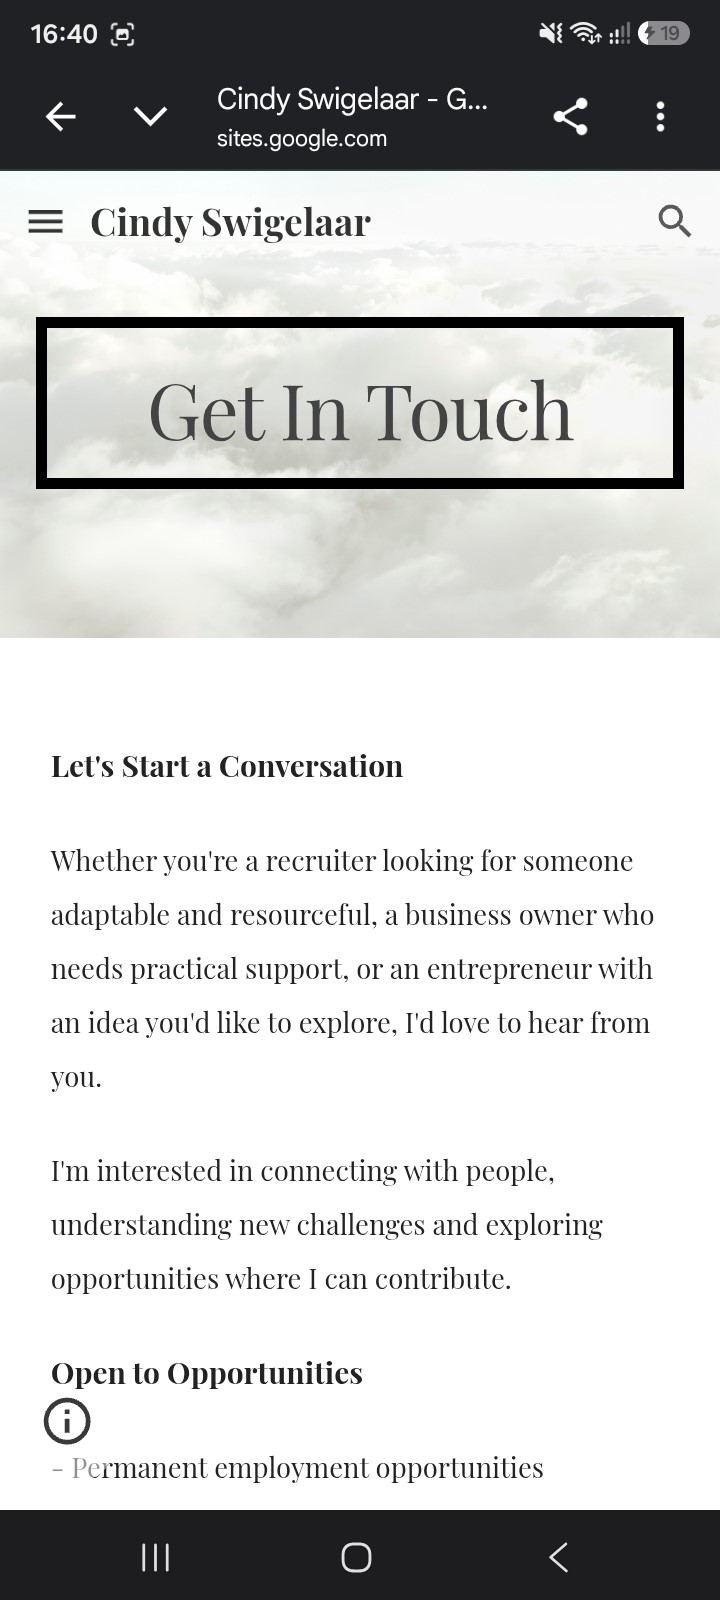 16:40
19
Cindy Swigelaar - G...
sites.google.com
Cindy Swigelaar
Get In Touch
Let's Start a Conversation
Whether you're a recruiter looking for someone
adaptable and resourceful, a business owner who
needs practical support, or an entrepreneur with
an idea you'd like to explore, I'd love to hear from
you.
I'm interested in connecting with people,
understanding new challenges and exploring
opportunities where I can contribute.
Open to Opportunities
- Permanent employment opportunities